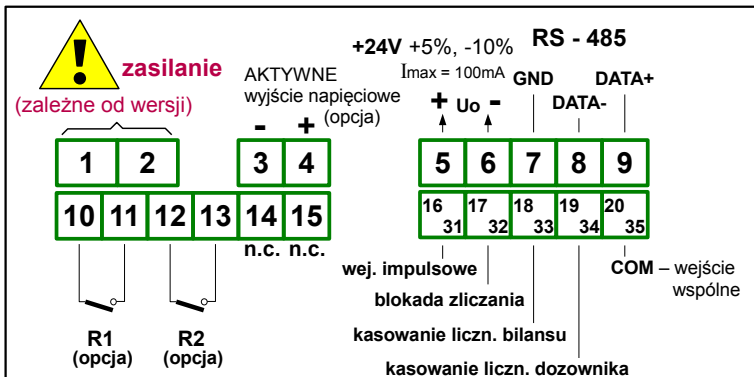 zasilanie
(zależne od wersji)
AKTYWNE
wyjście napięciowe
(opcja)
- +
+24V +5%, -10%
Imax = 100mA
+ Uo -
RS - 485
GND
DATA-
DATA+
1 2 3 4
10 11 12 13 14 15
n.c. n.c.
R1
(opcja)
R2
(opcja)
5 6 7 8 9
16 31 17 32 18 33 19 34 20 35
wej. impulsowe
blokada zliczania
kasowanie liczn. bilansu
kasowanie liczn. dozownika
COM – wejście
wspólne